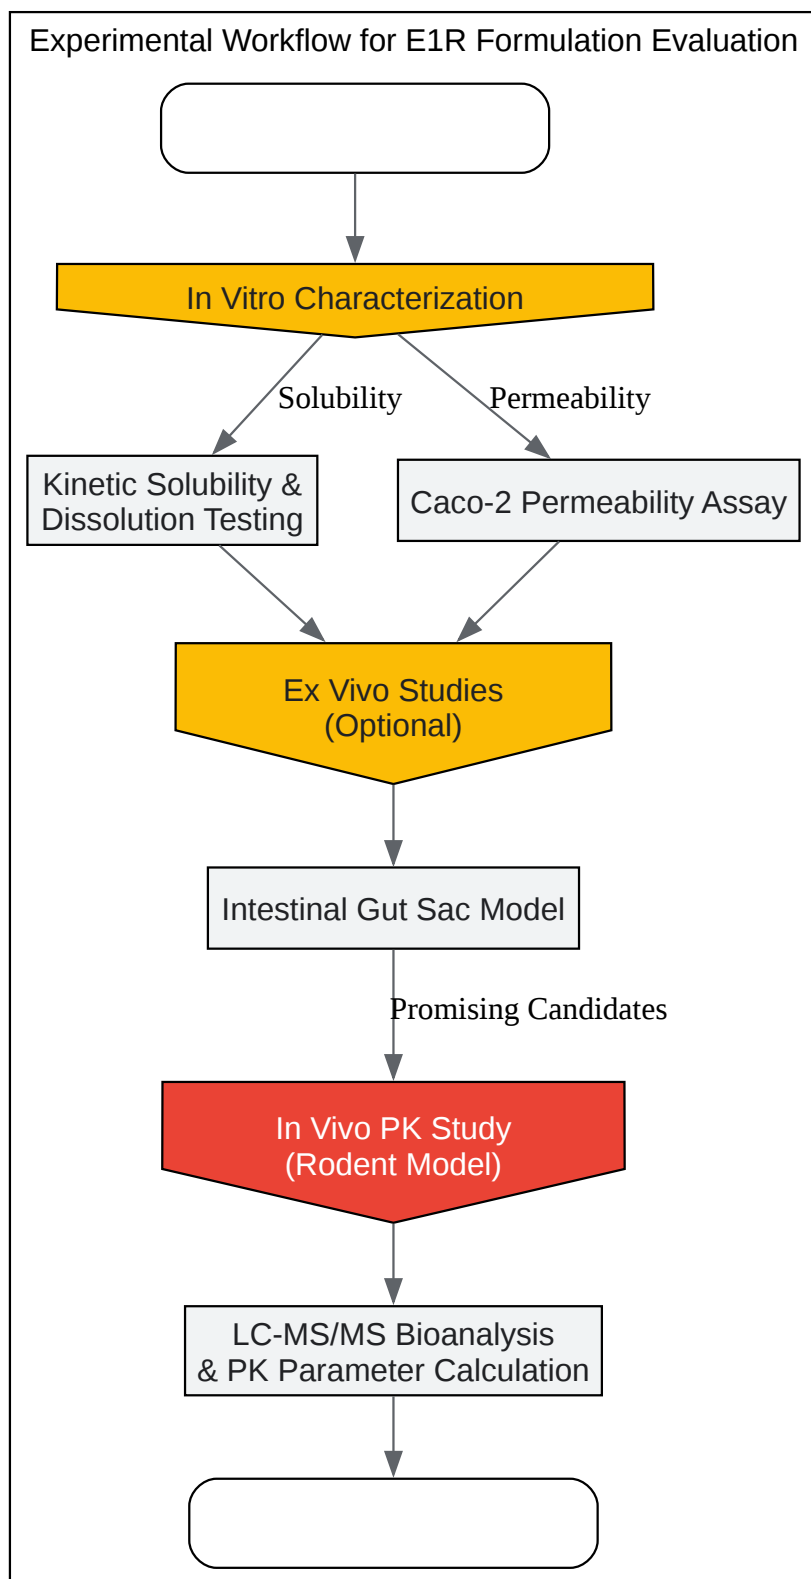 Experimental Workflow for E1R Formulation Evaluation
In Vitro Characterization
Solubility
Permeability
Kinetic Solubility &
Dissolution Testing
Caco-2 Permeability Assay
Ex Vivo Studies
(Optional)
Intestinal Gut Sac Model
Promising Candidates
In Vivo PK Study
(Rodent Model)
LC-MS/MS Bioanalysis
& PK Parameter Calculation